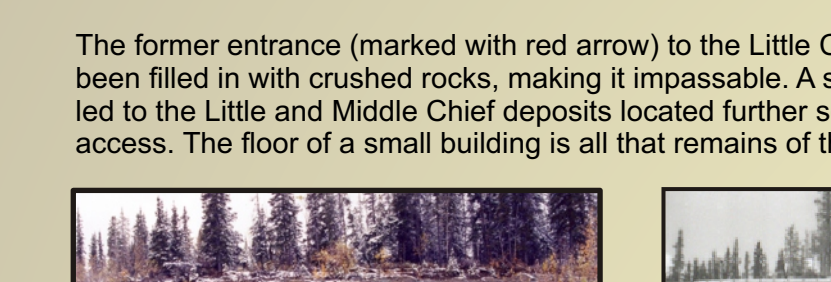 The former entrance (marked with red arrow) to the Little
been filled in with crushed rocks, making it impassable. A
led to the Little and Middle Chief deposits located further
access. The floor of a small building is all that remains of